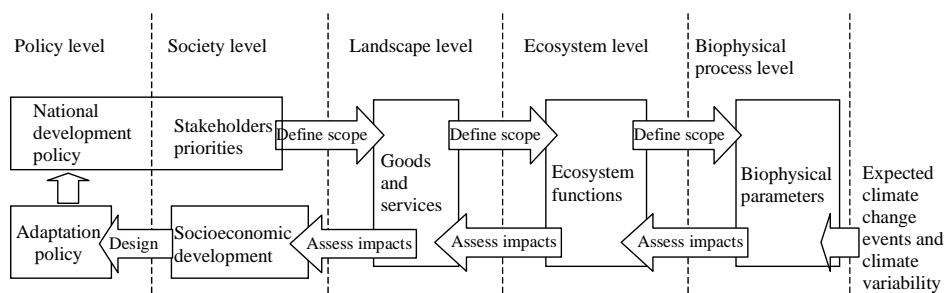 Policy level
Society level
Landscape level
Ecosystem level
Biophysical
process level
National
development
policy
Stakeholders
priorities
Define scope
Goods
and
services
Define scope
Ecosystem
functions
Define scope
Biophysical
parameters
Expected
climate
change
events and
climate
variability
Adaptation
policy
Design
Socioeconomic
development
Assess impacts
Assess impacts
Assess impacts